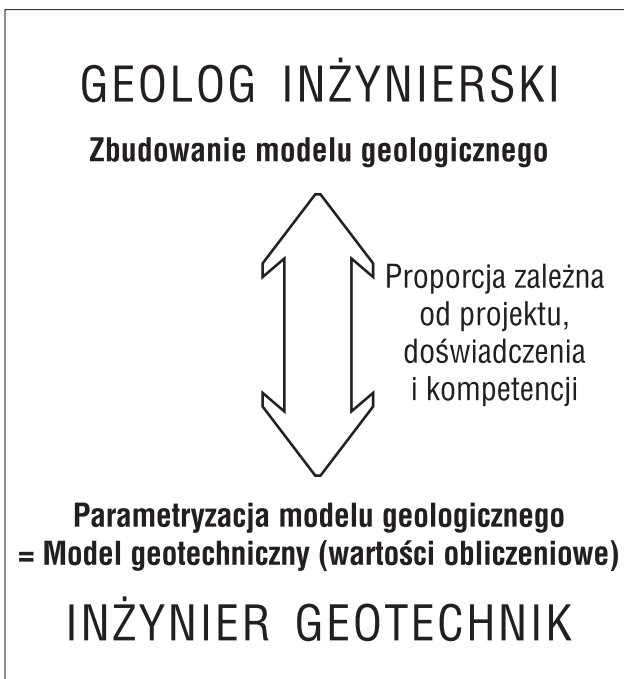 GEOLOG INŻYNIERSKI
Zbudowanie modelu geologicznego
Proporcja zależna
od projektu,
doświadczenia
i kompetencji
Parametryzacja modelu geologicznego
= Model geotechniczny (wartości obliczeniowe)
INŻYNIER GEOTECHNIK